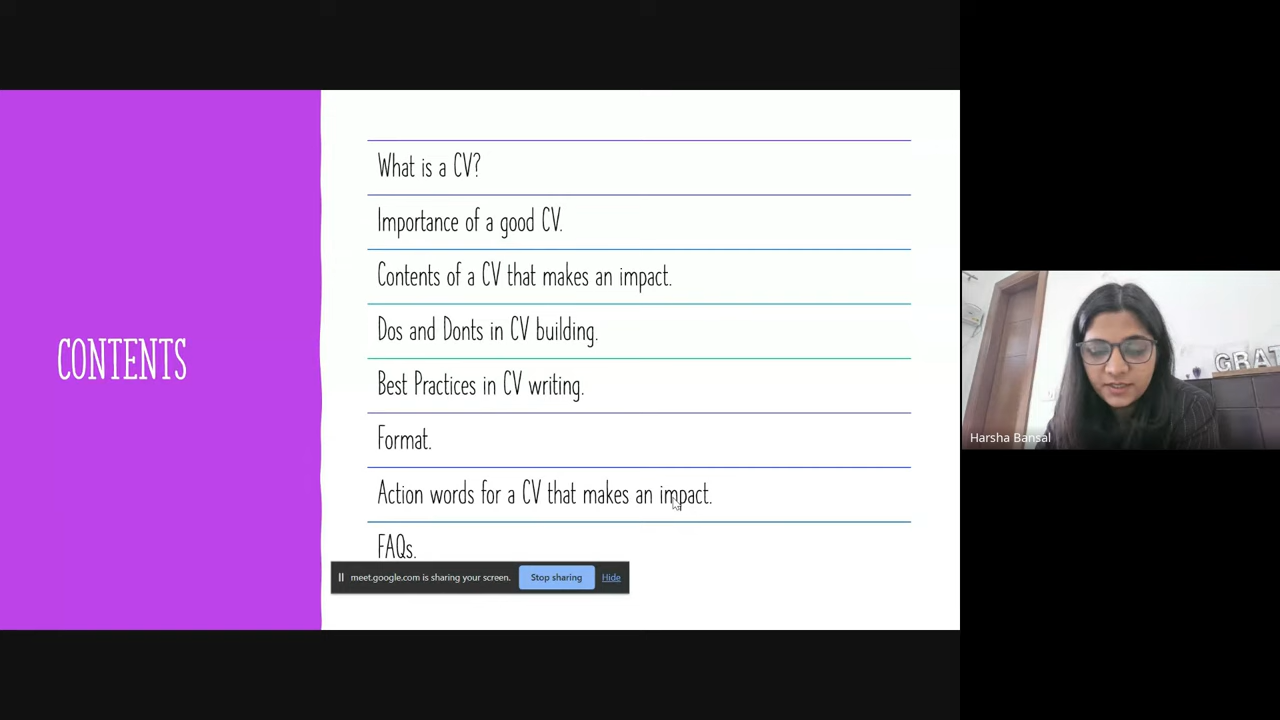 CONTENTS
What is a CV?
Importance of a good CV.
Contents of a CV that makes an impact.
Dos and Donts in CV building.
Best Practices in CV writing.
Format.
Action words for a CV that makes an impact.
FAQs.
meet.google.com is sharing your screen. Stop sharing Hide
GRAT
Harsha Bansal